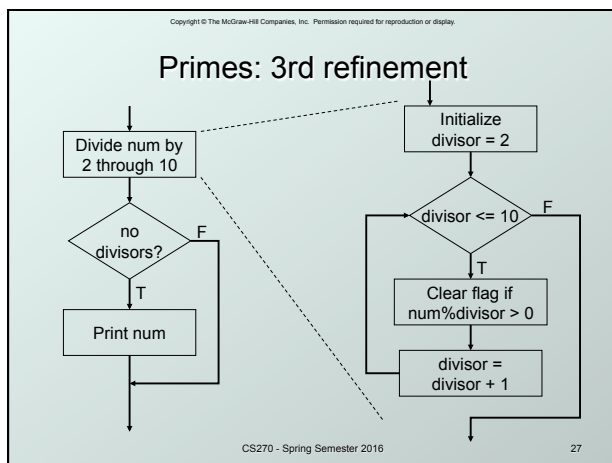 Copyright © The McGraw-Hill Companies, Inc. Permission required for reproduction or display.
Primes: 3rd refinement
Divide num by
2 through 10
no
divisors?
F
T
Print num
Initialize
divisor = 2
divisor <= 10
F
T
Clear flag if
num%divisor > 0
divisor =
divisor + 1
CS270 - Spring Semester 2016
27